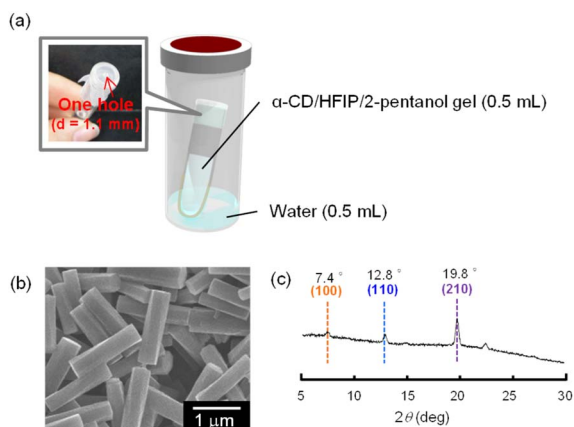 (a)
One hole
(d = 1.1 mm)
α-CD/HFIP/2-pentanol gel (0.5 mL)
Water (0.5 mL)
(b)
1 μm
(c)
7.4 °
(100)
12.8 °
(110)
19.8 °
(210)
5 10 15 20 25 30
2θ (deg)